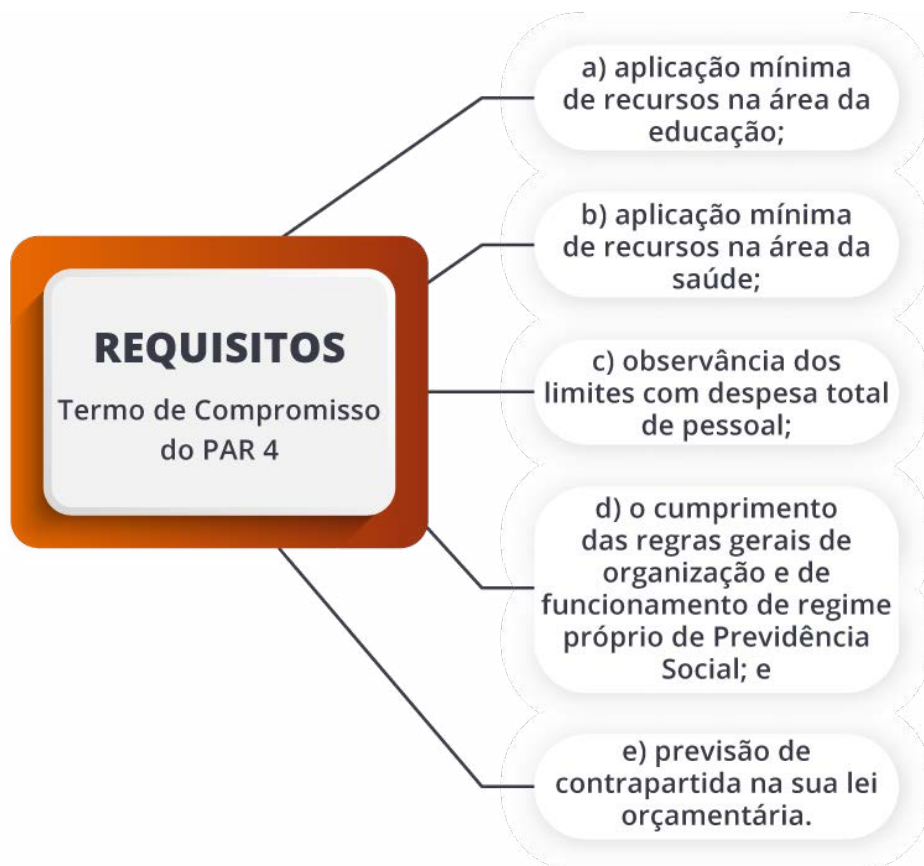 REQUISITOS
Termo de Compromisso
do PAR 4
a) aplicação mínima
de recursos na área da
educação;
b) aplicação mínima
de recursos na área da
saúde;
c) observância dos
limites com despesa total
de pessoal;
d) o cumprimento
das regras gerais de
organização e de
funcionamento de regime
próprio de Previdência
Social; e
e) previsão de
contrapartida na sua lei
orçamentária.